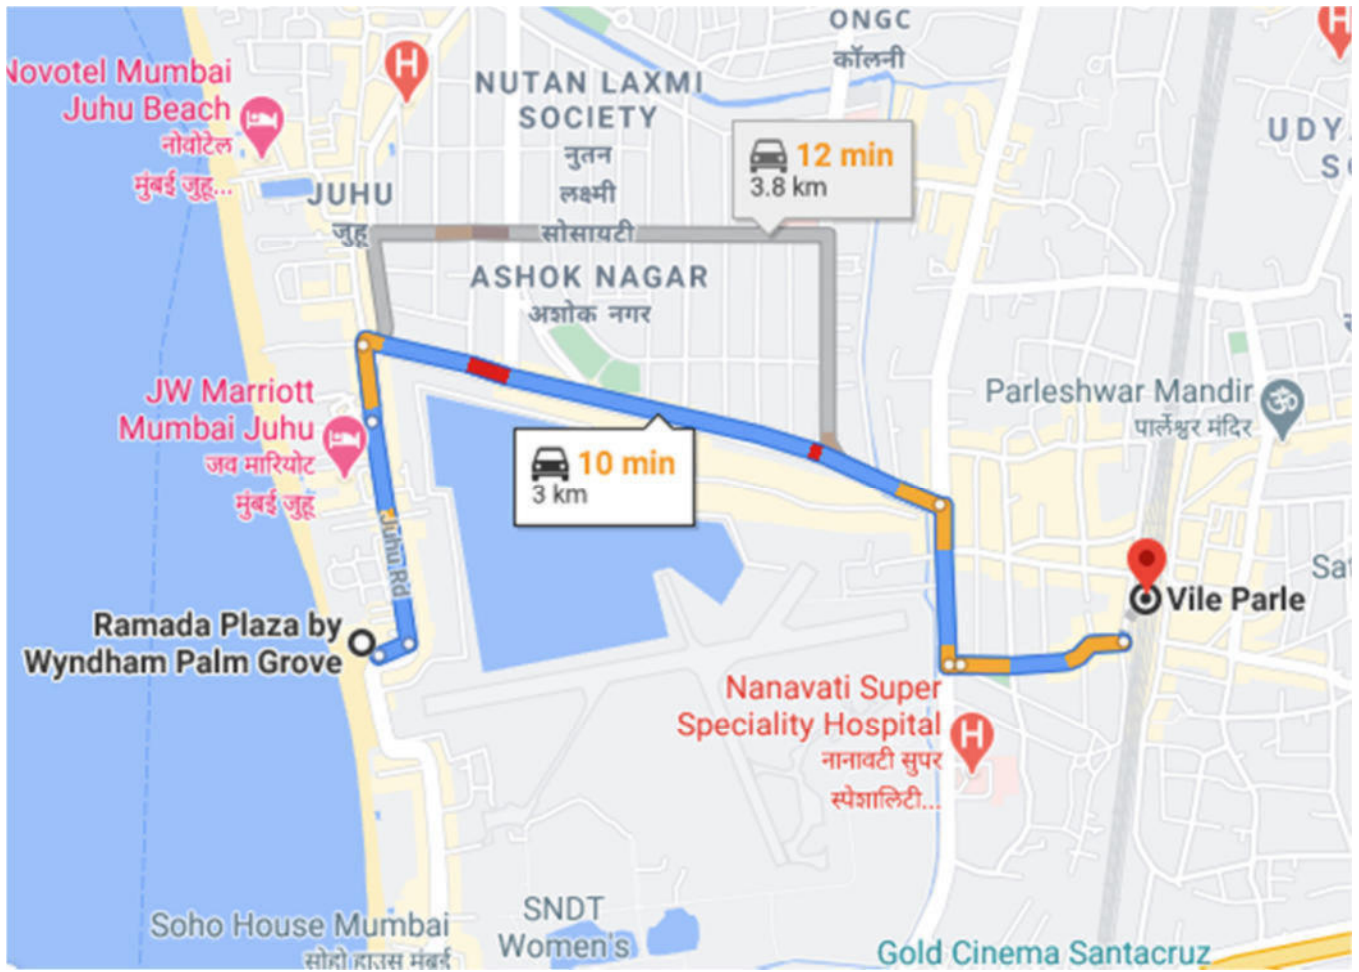 ONGC
कॉलनी
Novotel Mumbai
Juhu Beach
नोवोटेल
मुंबई जुहू...
H
H
NUTAN LAXMI
SOCIETY
नुतन
लक्ष्मी
सोसायटी
12 min
3.8 km
JUHU
जुहू
ASHOK NAGAR
अशोक नगर
JW Marriott
Mumbai Juhu
जव मारियोट
मुंबई जुहू
Parleshwar Mandir
पार्लेश्वर मंदिर
ॐ
10 min
3 km
Juhu Rd
Vile Parle
Ramada Plaza by
Wyndham Palm Grove
Nanavati Super
Speciality Hospital
H
नानावटी सुपर
स्पेशालिटी...
Soho House Mumbai
सोहो हाउस मुंबई
SNDT
Women's
Gold Cinema Santacruz